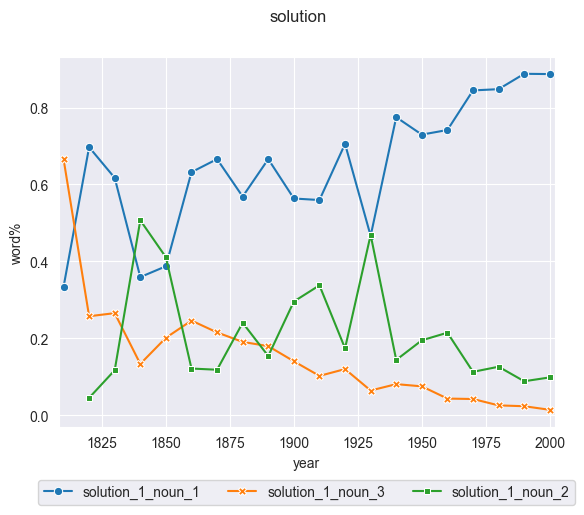 solution
0.8
0.6
0.4
0.2
0.0
word%
1825 1850 1875 1900 1925 1950 1975 2000
year
solution_1_noun_1 solution_1_noun_3 solution_1_noun_2